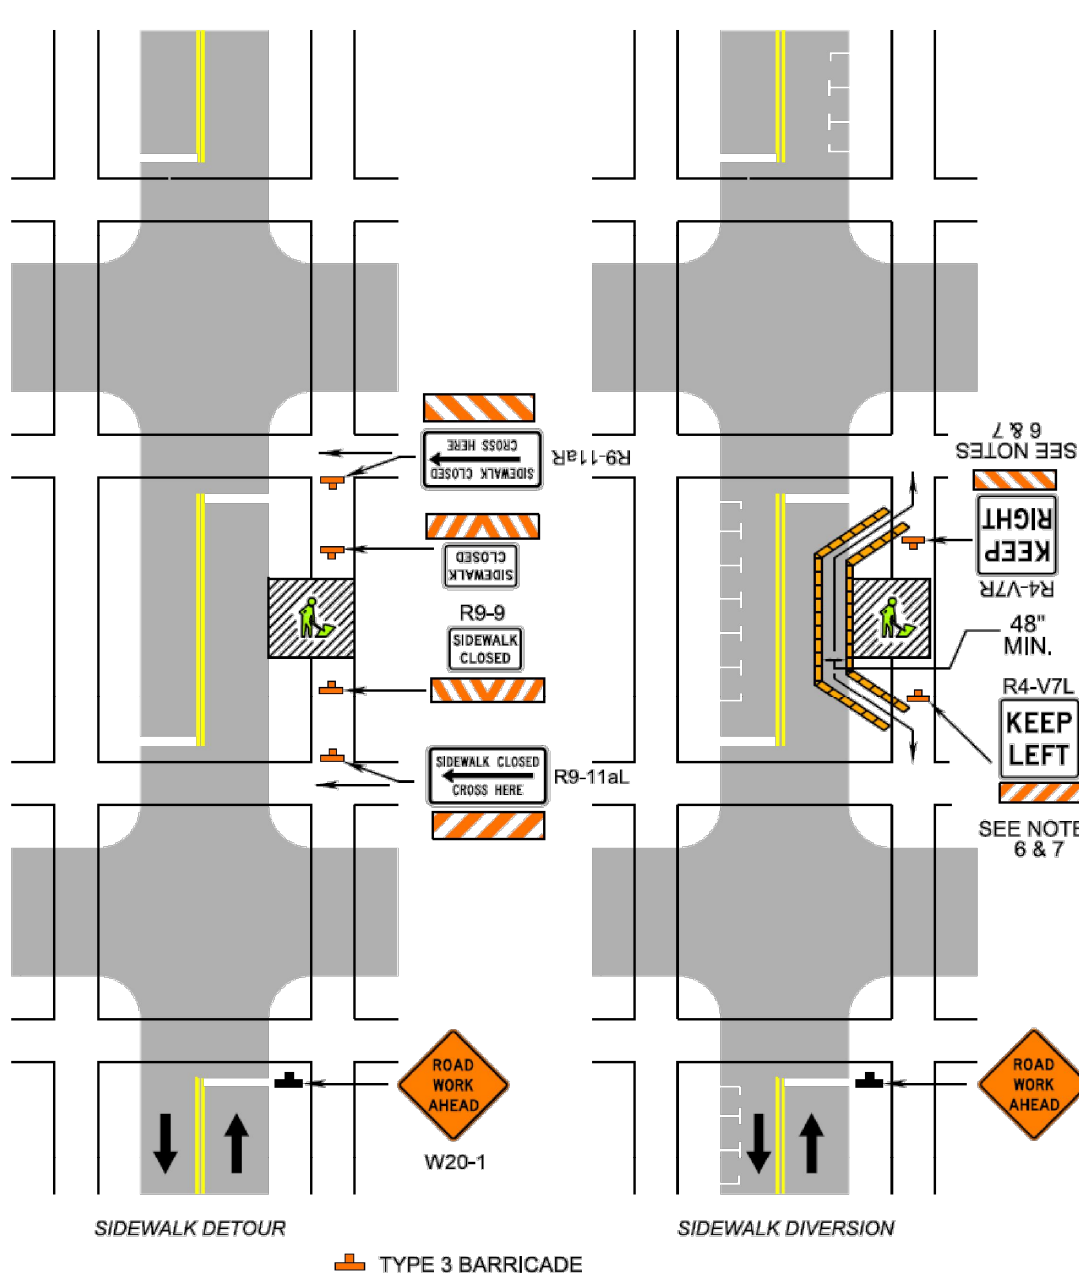 SIDEWALK CLOSED
CROSS HERE
R9-11aR
SIDEWALK
CLOSED
R9-9
SIDEWALK
CLOSED
SIDEWALK CLOSED
CROSS HERE
R9-11aL
ROAD
WORK
AHEAD
W20-1
SIDEWALK DETOUR
SEE NOTES
6 & 7
KEEP
RIGHT
R4-V7R
48"
MIN.
R4-V7L
KEEP
LEFT
SEE NOTE
6 & 7
ROAD
WORK
AHEAD
SIDEWALK DIVERSION
TYPE 3 BARRICADE